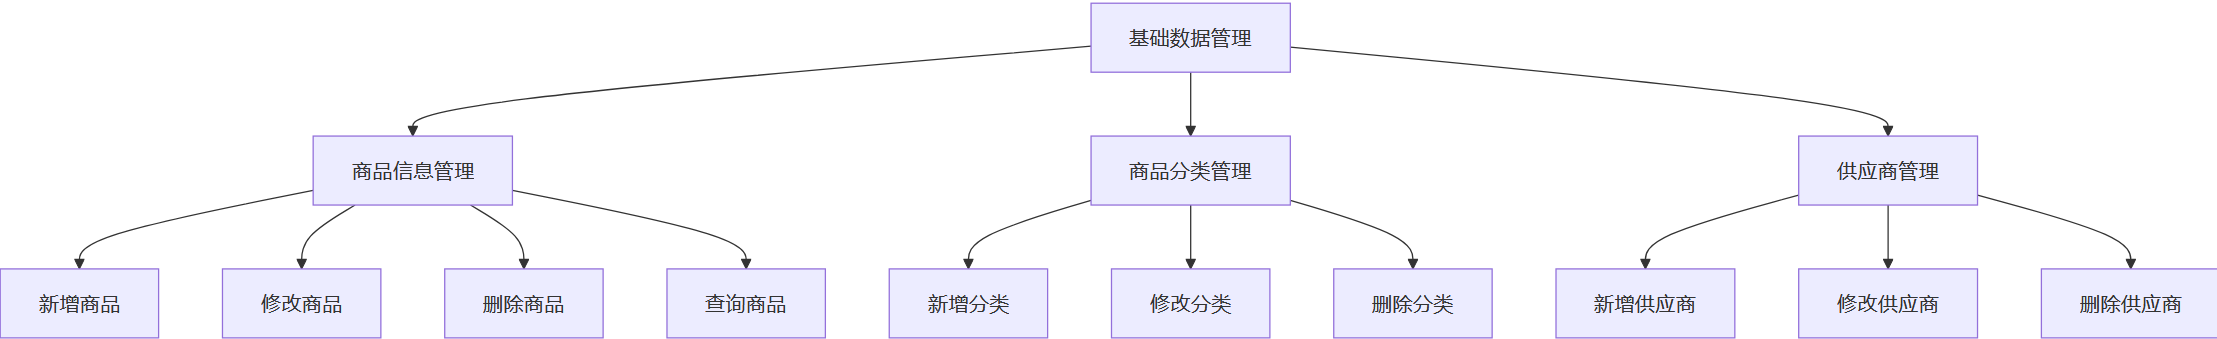 基础数据管理
商品信息管理
商品分类管理
供应商管理
新增商品
修改商品
删除商品
查询商品
新增分类
修改分类
删除分类
新增供应商
修改供应商
删除供应商